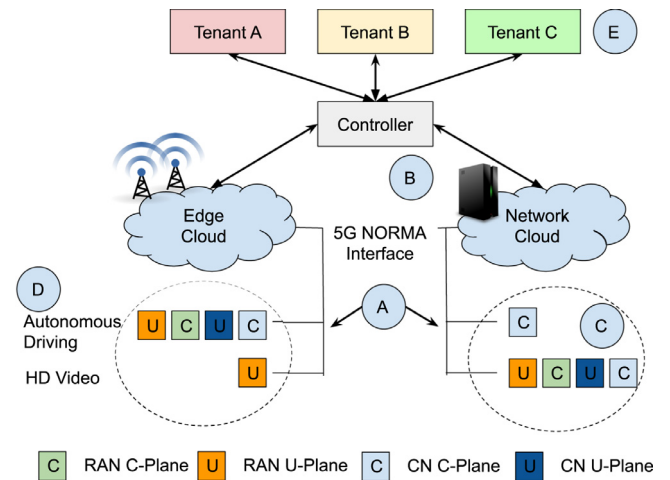 Tenant A
Tenant B
Tenant C
E
Controller
B
Edge
Cloud
5G NORMA
Interface
Network
Cloud
D
A
Autonomous
Driving
U C U C
C
C
HD Video
U
U C U C
C RAN C-Plane
U RAN U-Plane
C CN C-Plane
U CN U-Plane